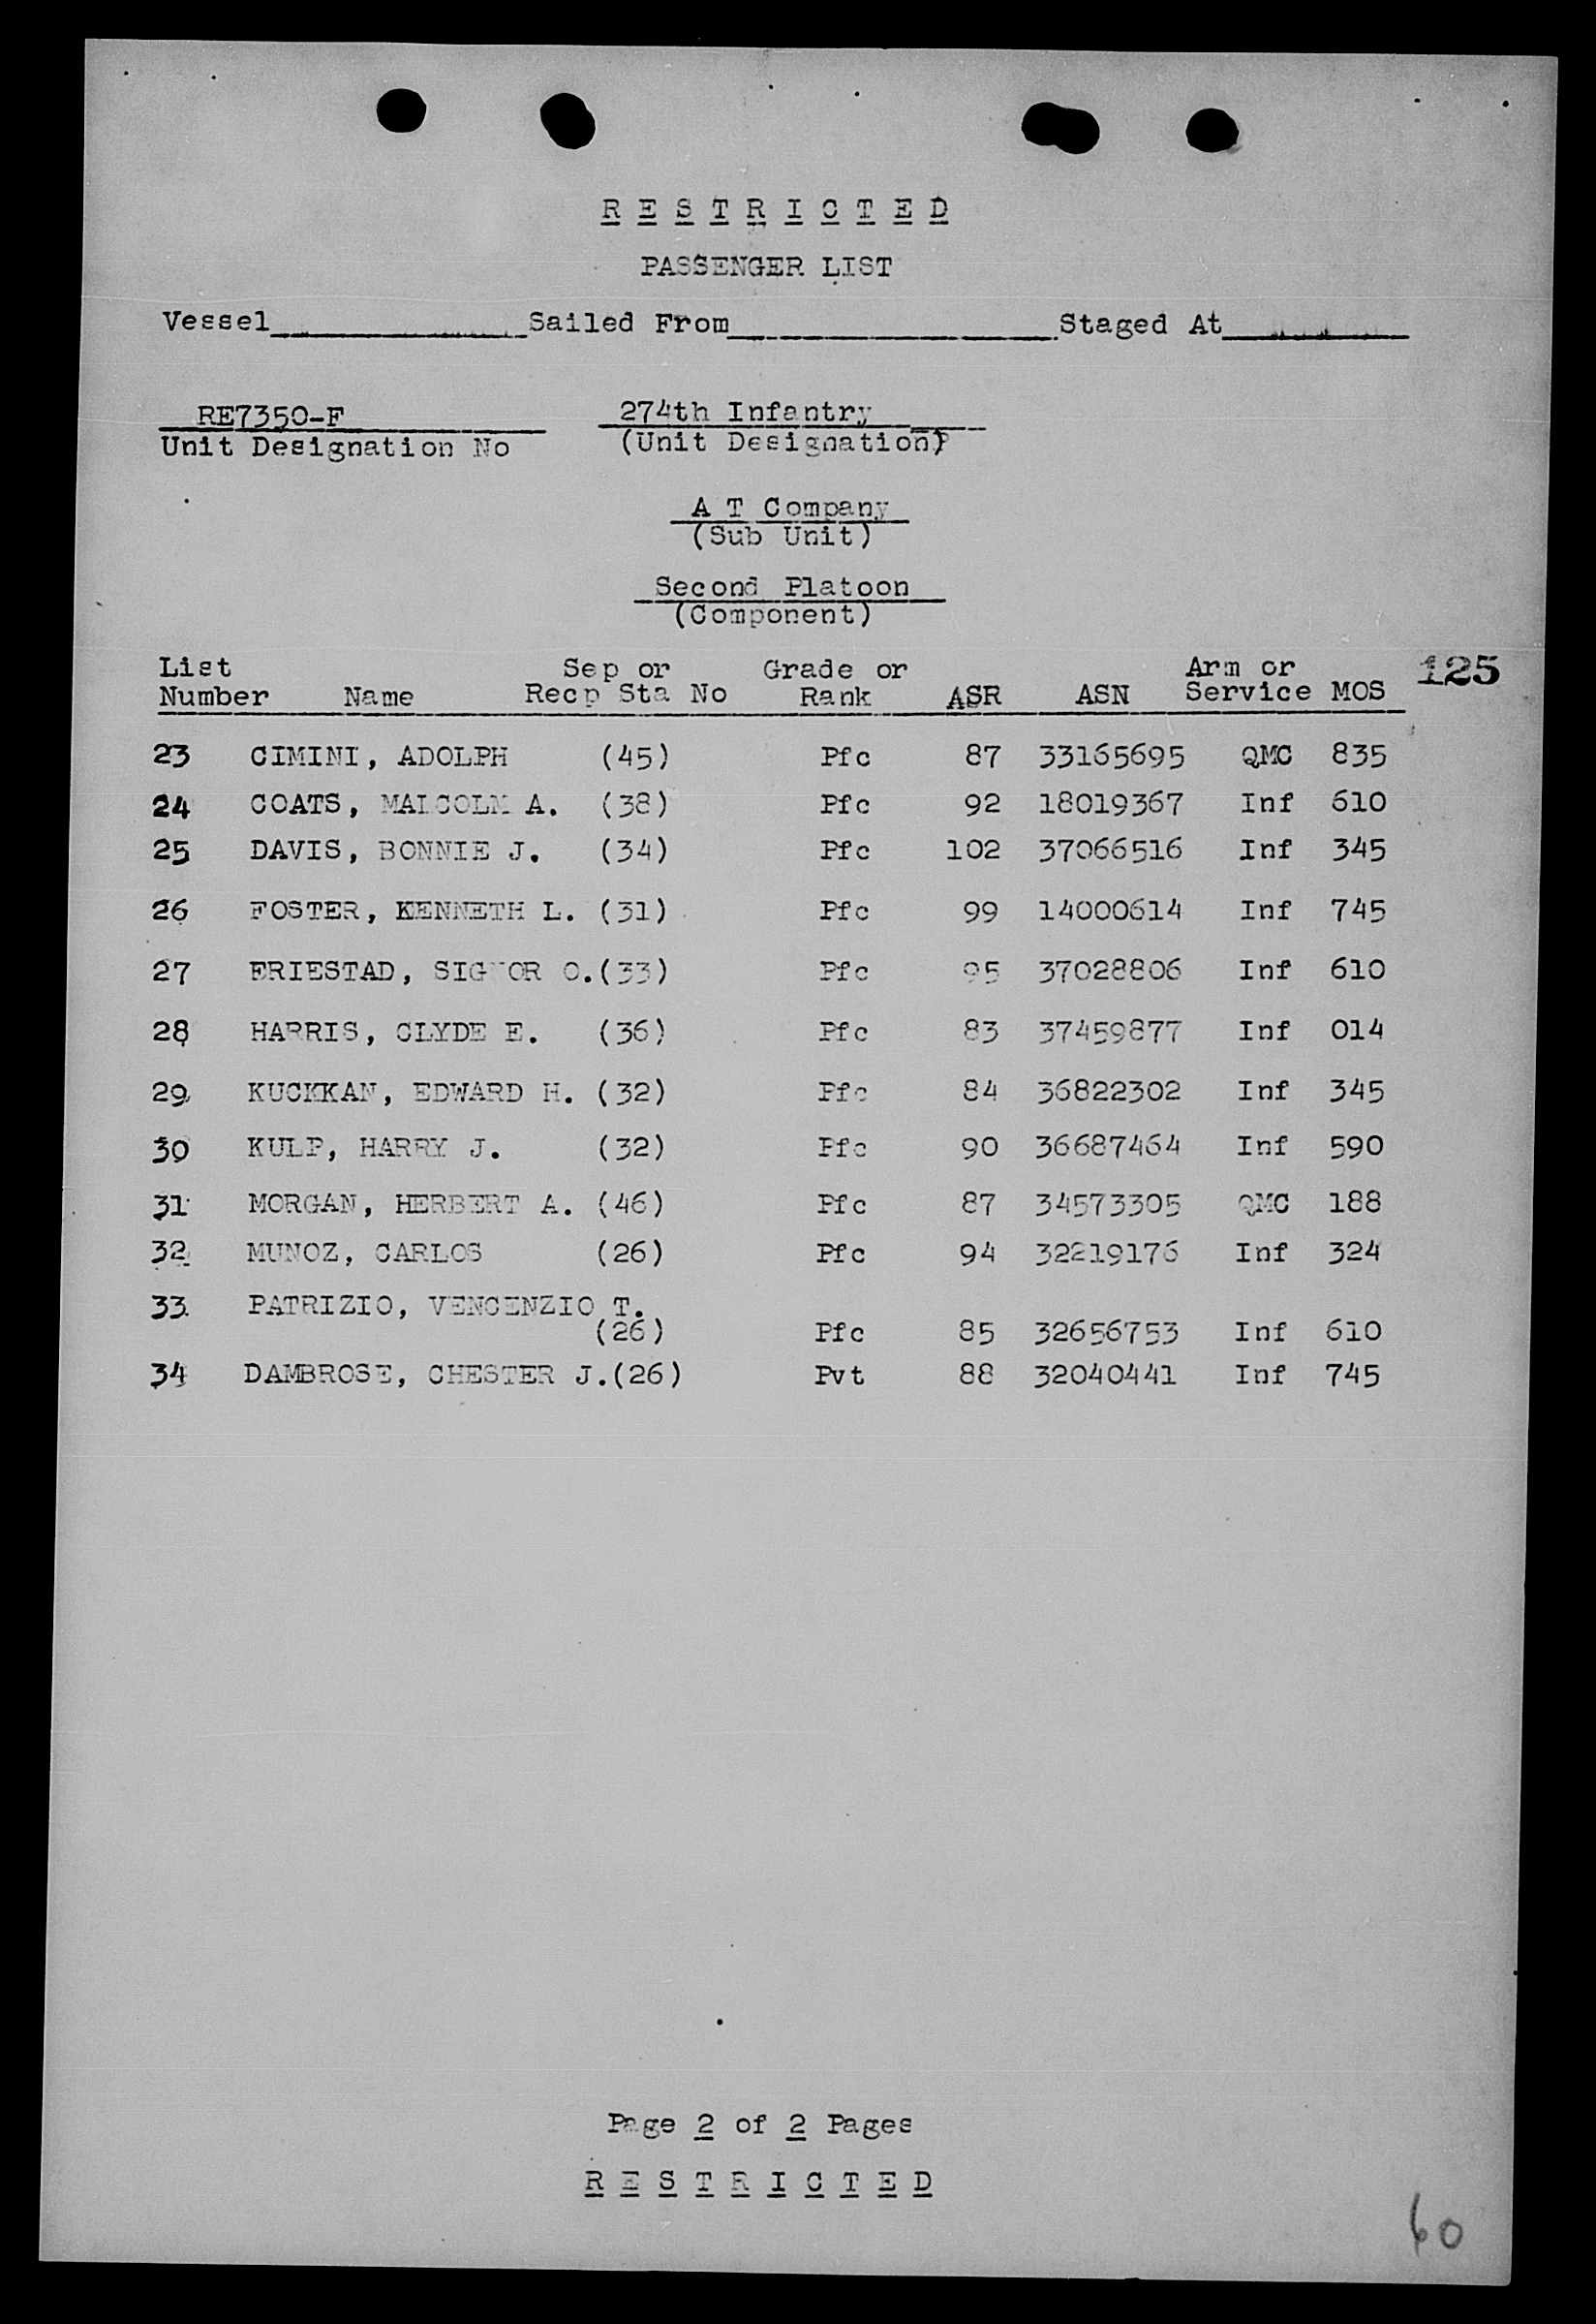 R E S T R I C T E D
PASSENGER LIST
Vessel Sailed From Staged At
RE7350-F 274th Infantry
Unit Designation No (Unit Designation)
A T Company
(Sub Unit)
Second Platoon
(Component)
List Sep or Grade or Arm or 125
Number Name Recp Sta No Rank ASR ASN Service MOS
23 CIMINI, ADOLPH (45) Pfc 87 33165695 QMC 835
24 COATS, MALCOLM A. (38) Pfc 92 18019367 Inf 610
25 DAVIS, BONNIE J. (34) Pfc 102 37066516 Inf 345
26 FOSTER, KENNETH L. (31) Pfc 99 14000614 Inf 745
27 FRIESTAD, O.(33) Pfc 95 37028806 Inf 610
28 HARRIS, CLYDE E. (36) Pfc 83 37459877 Inf 014
29 KUCKKAN, EDWARD H. (32) Pfc 84 36822302 Inf 345
30 KULP, HARRY J. (32) Pfc 90 36687464 Inf 590
31 MORGAN, HERBERT A. (46) Pfc 87 34573305 QMC 188
32 MUNOZ, CARLOS (26) Pfc 94 32219176 Inf 324
33 PATRIZIO, VENCENZIO T.
(26) Pfc 85 32656753 Inf 610
34 DAMBROSE, CHESTER J.(26) Pvt 88 32040441 Inf 745
Page 2 of 2 Pages
R E S T R I C T E D
60